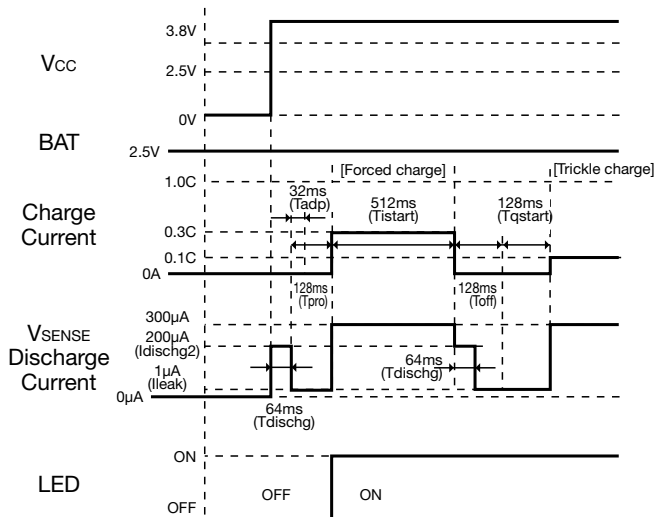 3.8V
VCC
2.5V
0V
BAT
2.5V
[Forced charge]
[Trickle charge]
1.0C
32ms
(Tadp)
512ms
(Tistart)
128ms
(Tqstart)
Charge
Current
0.3C
0.1C
0A
128ms
(Tpro)
128ms
(Toff)
300µA
VSENSE
Discharge
Current
200µA
(Idischg2)
1µA
(Ileak)
0µA
64ms
(Tdischg)
64ms
(Tdischg)
LED
ON
OFF
OFF
ON